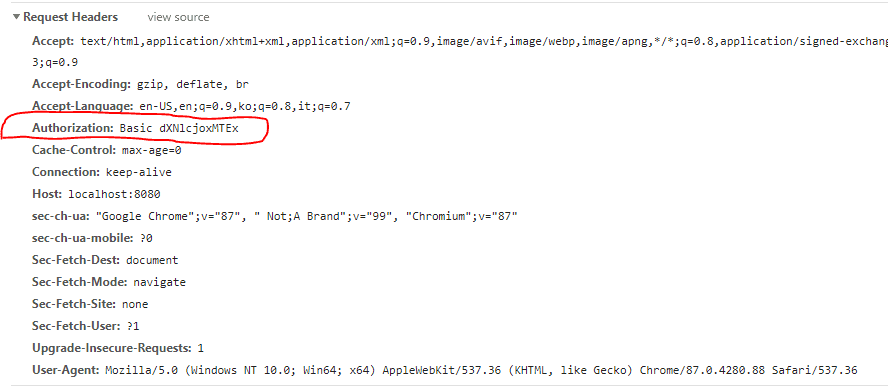 Request Headers view source
Accept: text/html,application/xhtml+xml,application/xml;q=0.9,image/avif,image/webp,image/apng,*/*;q=0.8,application/signed-exchang
3;q=0.9
Accept-Encoding: gzip, deflate, br
Accept-Language: en-US,en;q=0.9,ko;q=0.8,it;q=0.7
Authorization: Basic dXNlcjoxMTEx
Cache-Control: max-age=0
Connection: keep-alive
Host: localhost:8080
sec-ch-ua: "Google Chrome";v="87", " Not;A Brand";v="99", "Chromium";v="87"
sec-ch-ua-mobile: ?0
Sec-Fetch-Dest: document
Sec-Fetch-Mode: navigate
Sec-Fetch-Site: none
Sec-Fetch-User: ?1
Upgrade-Insecure-Requests: 1
User-Agent: Mozilla/5.0 (Windows NT 10.0; Win64; x64) AppleWebKit/537.36 (KHTML, like Gecko) Chrome/87.0.4280.88 Safari/537.36